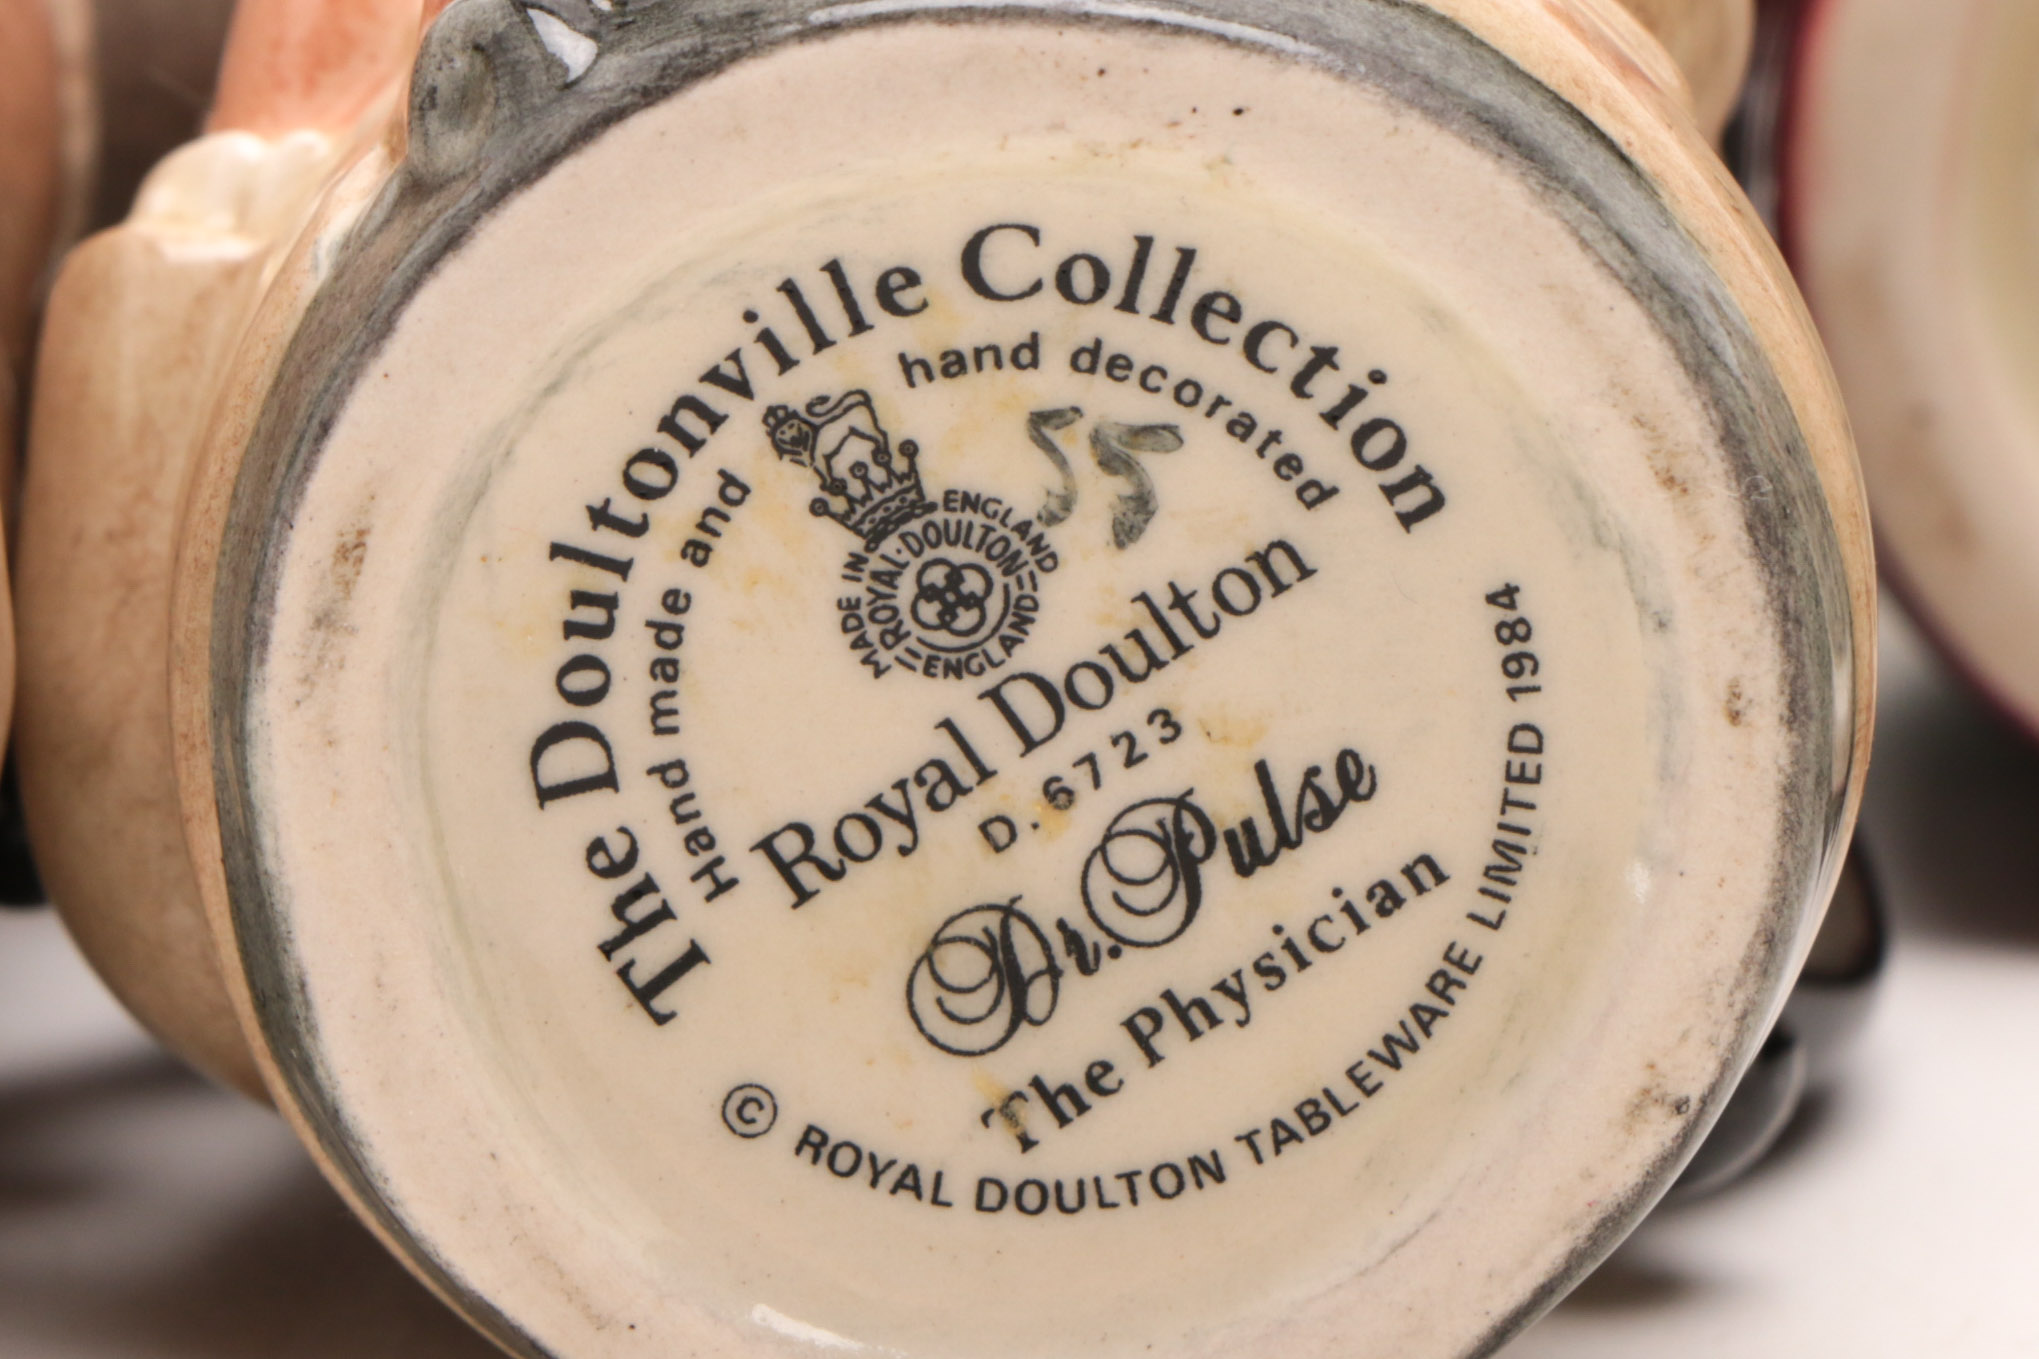 The Doultonville Collection
Hand made and hand decorated
55
MADE IN ENGLAND
ROYAL·DOULTON
ENGLAND
Royal Doulton
D. 6723
Dr. Pulse
The Physician
© ROYAL DOULTON TABLEWARE LIMITED 1984